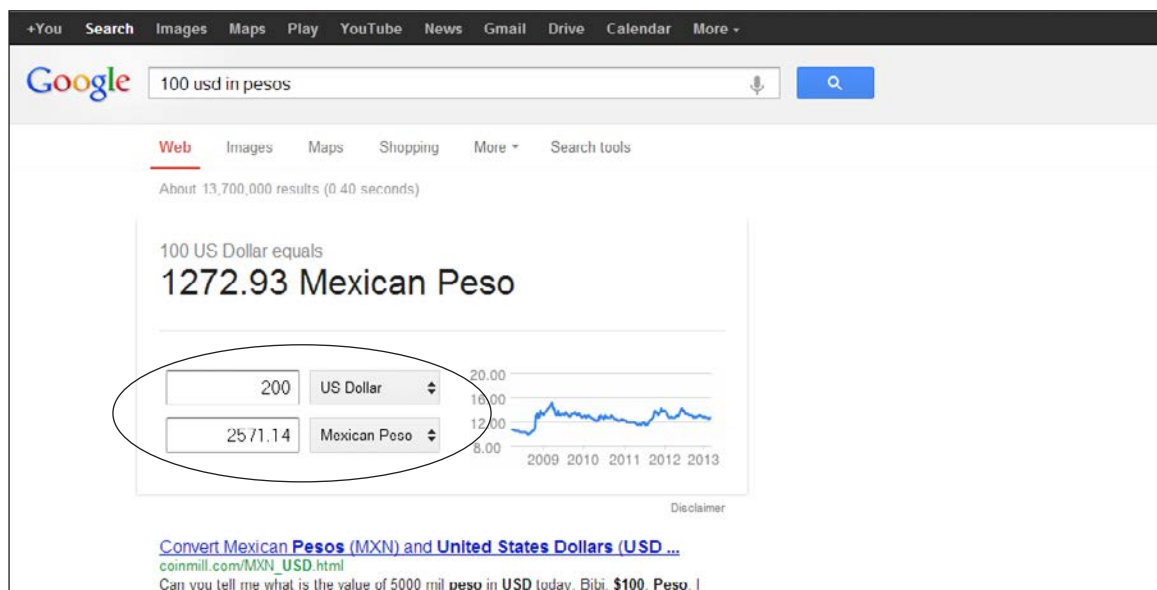 +You Search Images Maps Play YouTube News Gmail Drive Calendar More
Google 100 usd in pesos
Web Images Maps Shopping More Search tools
About 13,700,000 results (0.40 seconds)
100 US Dollar equals
1272.93 Mexican Peso
200 US Dollar
2571.14 Mexican Peso
20.00
16.00
12.00
8.00
2009 2010 2011 2012 2013
Disclaimer
Convert Mexican Pesos (MXN) and United States Dollars (USD ...
coinmill.com/MXN_USD.html
Can you tell me what is the value of 5000 mil peso in USD today. Bibi. $100. Peso. I